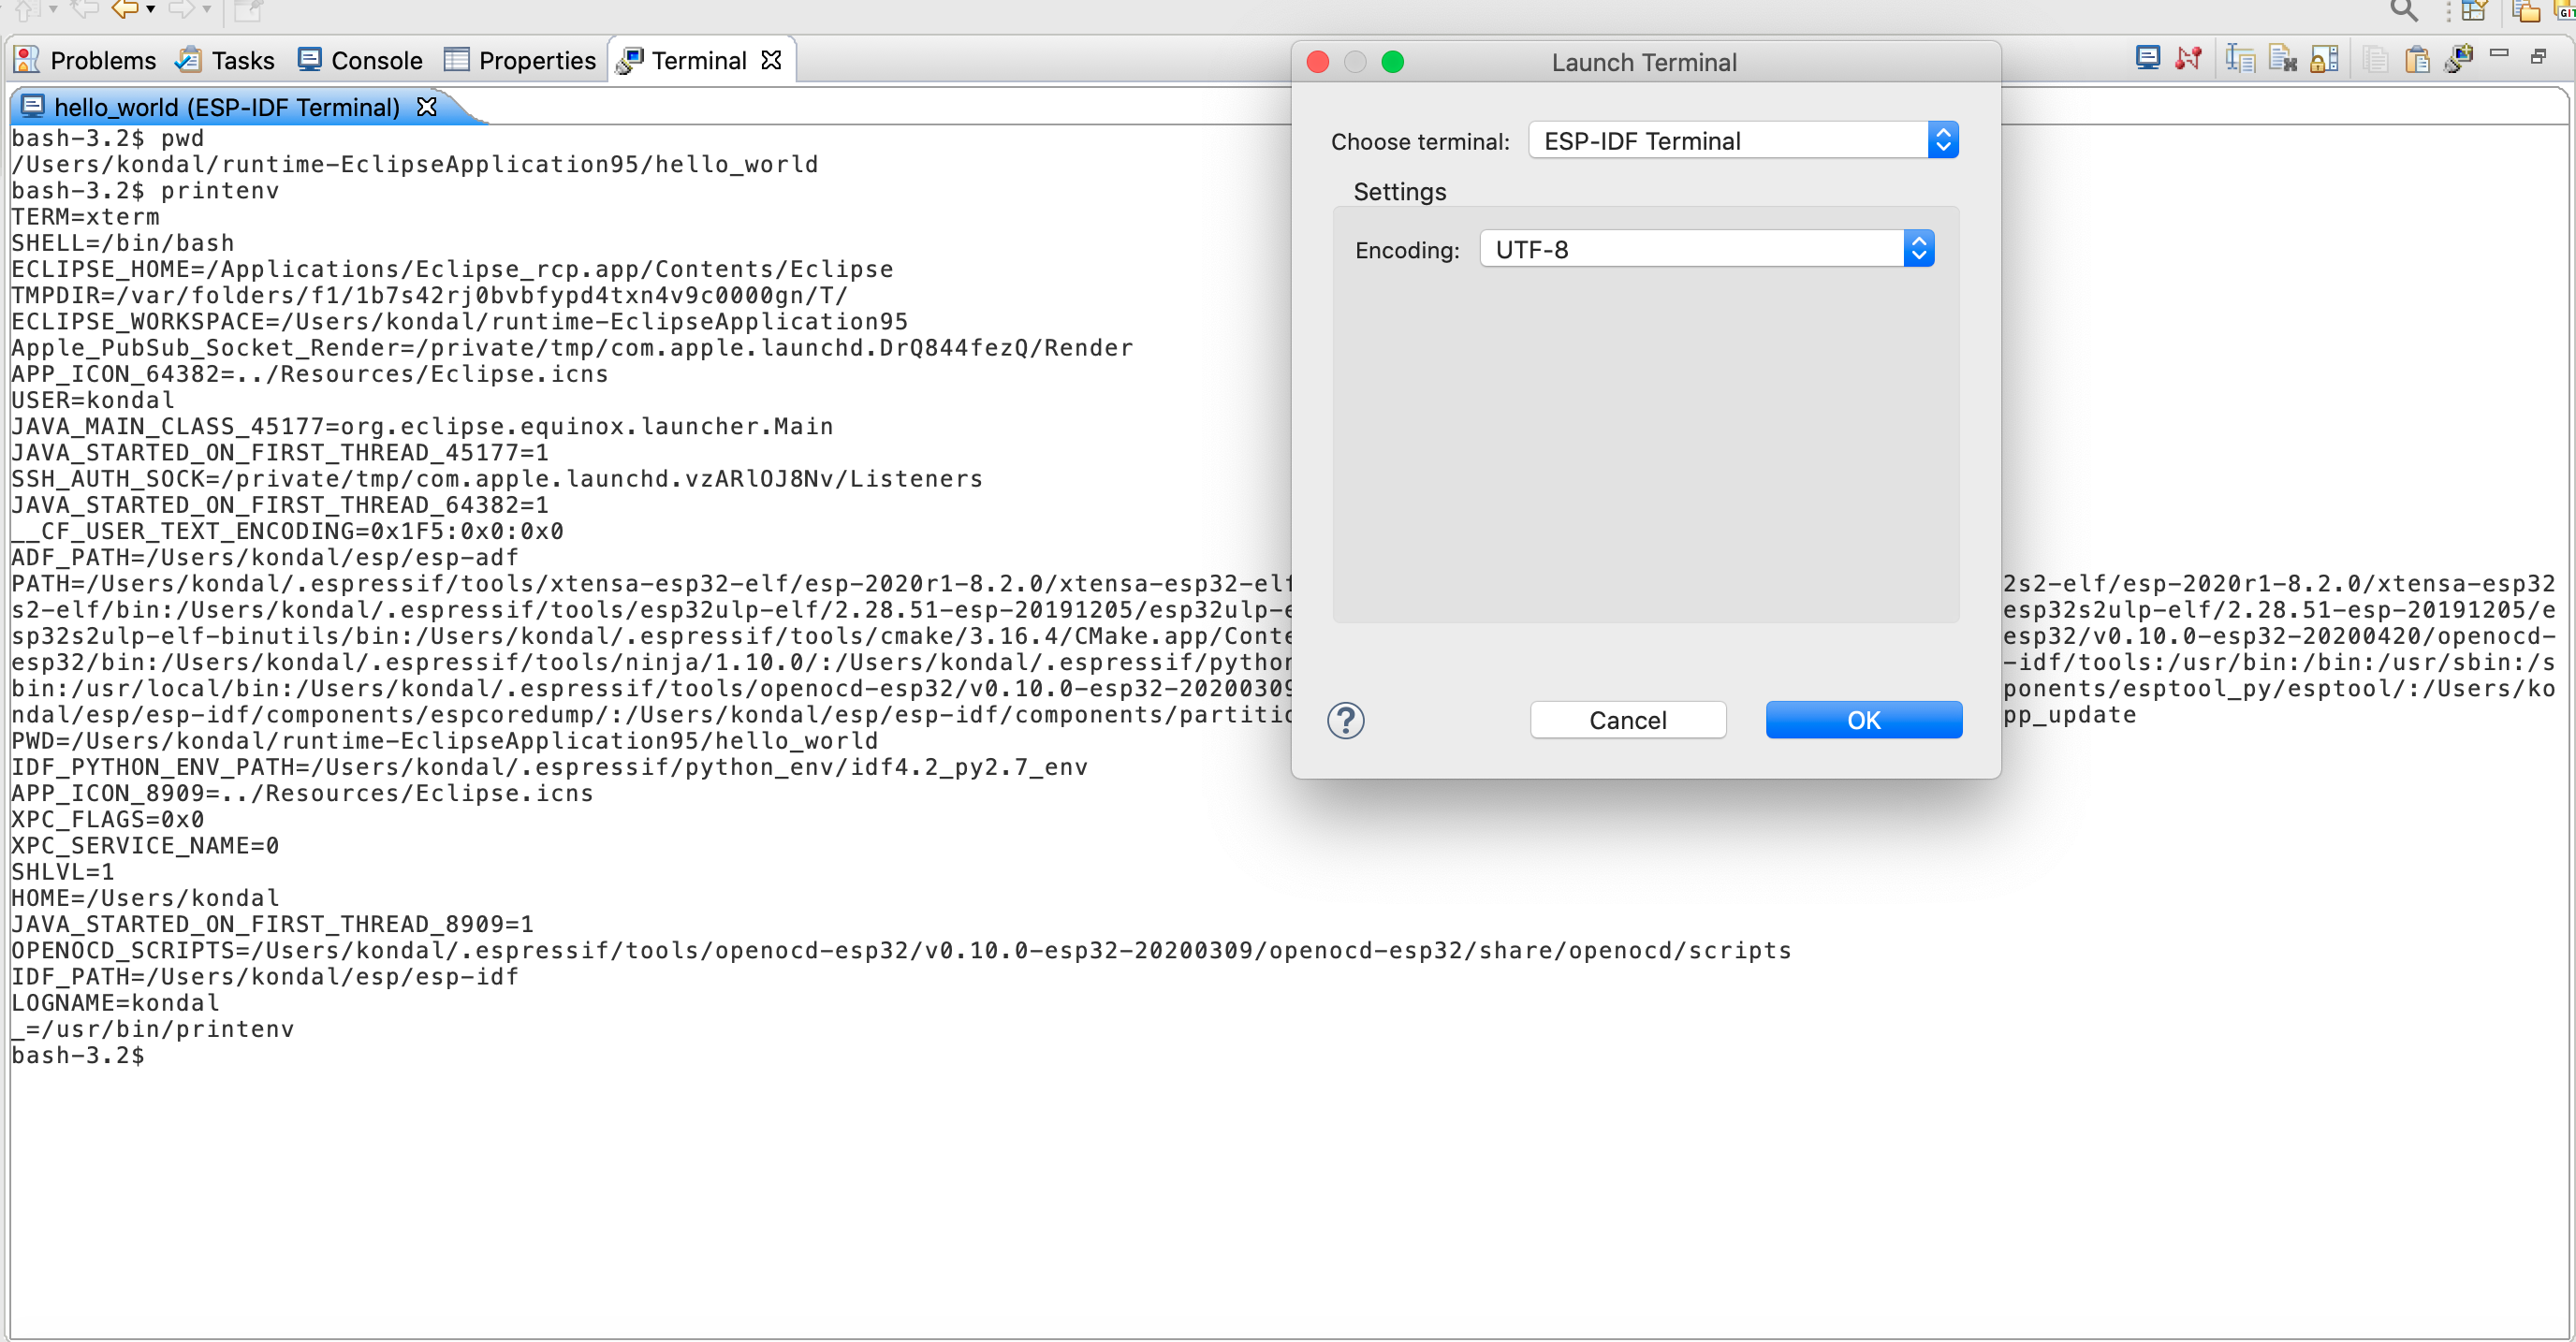 Problems Tasks Console Properties Terminal
hello_world (ESP-IDF Terminal)
bash-3.2$ pwd
/Users/kondal/runtime-EclipseApplication95/hello_world
bash-3.2$ printenv
TERM=xterm
SHELL=/bin/bash
ECLIPSE_HOME=/Applications/Eclipse_rcp.app/Contents/Eclipse
TMPDIR=/var/folders/f1/1b7s42rj0bvbfypd4txn4v9c0000gn/T/
ECLIPSE_WORKSPACE=/Users/kondal/runtime-EclipseApplication95
Apple_PubSub_Socket_Render=/private/tmp/com.apple.launchd.DrQ844fezQ/Render
APP_ICON_64382=../Resources/Eclipse.icns
USER=kondal
JAVA_MAIN_CLASS_45177=org.eclipse.equinox.launcher.Main
JAVA_STARTED_ON_FIRST_THREAD_45177=1
SSH_AUTH_SOCK=/private/tmp/com.apple.launchd.vzARlOJ8Nv/Listeners
JAVA_STARTED_ON_FIRST_THREAD_64382=1
__CF_USER_TEXT_ENCODING=0x1F5:0x0:0x0
ADF_PATH=/Users/kondal/esp/esp-adf
PATH=/Users/kondal/.espressif/tools/xtensa-esp32-elf/esp-2020r1-8.2.0/xtensa-esp32-elf 2s2-elf/esp-2020r1-8.2.0/xtensa-esp32
s2-elf/bin:/Users/kondal/.espressif/tools/esp32ulp-elf/2.28.51-esp-20191205/esp32ulp-e esp32s2ulp-elf/2.28.51-esp-20191205/e
sp32s2ulp-elf-binutils/bin:/Users/kondal/.espressif/tools/cmake/3.16.4/CMake.app/Conte esp32/v0.10.0-esp32-20200420/openocd-
esp32/bin:/Users/kondal/.espressif/tools/ninja/1.10.0/:/Users/kondal/.espressif/python -idf/tools:/usr/bin:/bin:/usr/sbin:/s
bin:/usr/local/bin:/Users/kondal/.espressif/tools/openocd-esp32/v0.10.0-esp32-20200309 ponents/esptool_py/esptool/:/Users/ko
ndal/esp/esp-idf/components/espcoredump/:/Users/kondal/esp/esp-idf/components/partitio pp_update
PWD=/Users/kondal/runtime-EclipseApplication95/hello_world
IDF_PYTHON_ENV_PATH=/Users/kondal/.espressif/python_env/idf4.2_py2.7_env
APP_ICON_8909=../Resources/Eclipse.icns
XPC_FLAGS=0x0
XPC_SERVICE_NAME=0
SHLVL=1
HOME=/Users/kondal
JAVA_STARTED_ON_FIRST_THREAD_8909=1
OPENOCD_SCRIPTS=/Users/kondal/.espressif/tools/openocd-esp32/v0.10.0-esp32-20200309/openocd-esp32/share/openocd/scripts
IDF_PATH=/Users/kondal/esp/esp-idf
LOGNAME=kondal
_=/usr/bin/printenv
bash-3.2$
Launch Terminal
Choose terminal: ESP-IDF Terminal
Settings
Encoding: UTF-8
? Cancel OK